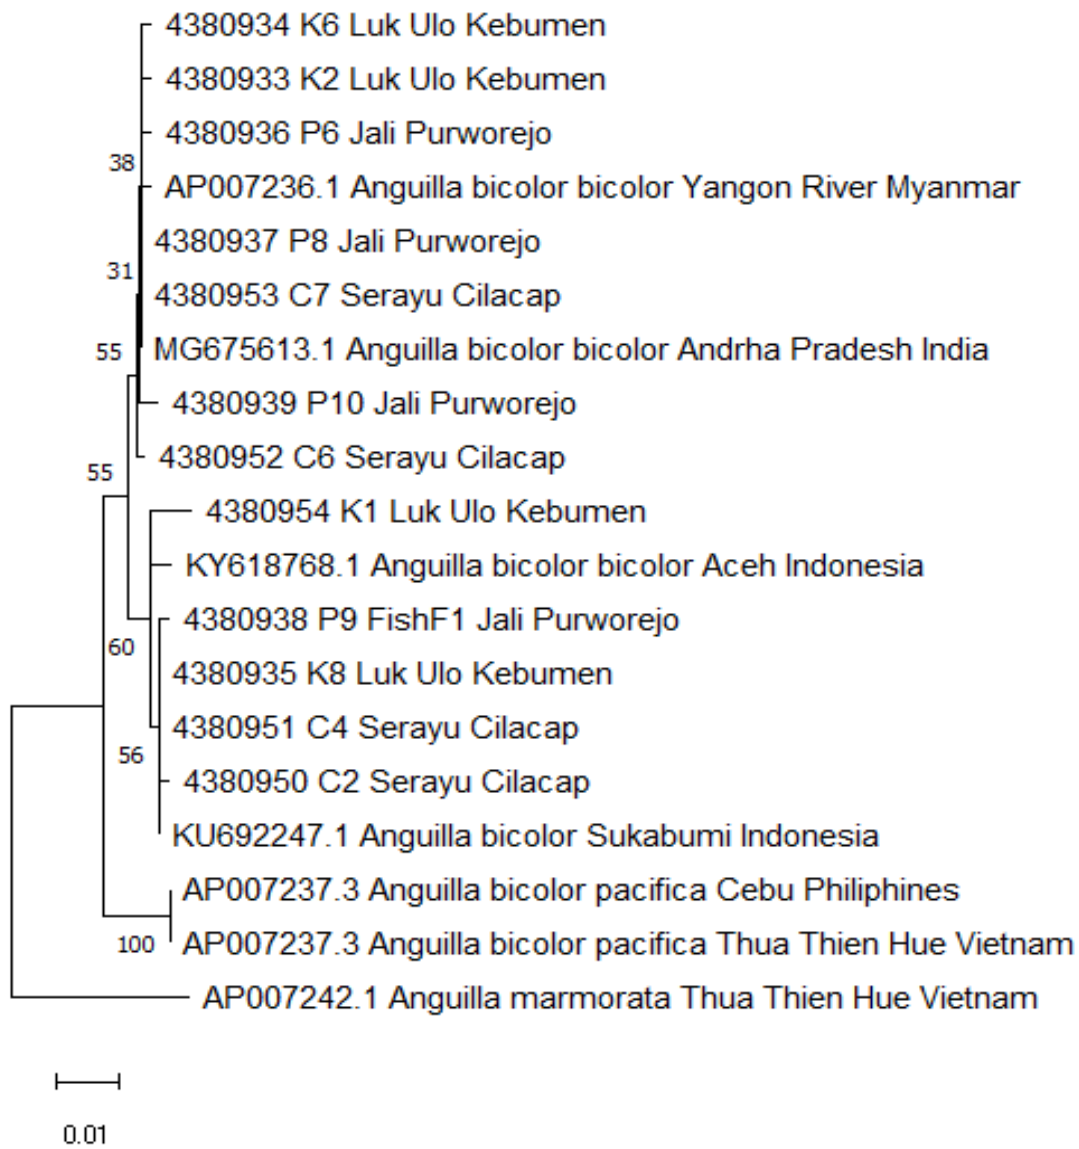 4380934 K6 Luk Ulo Kebumen
4380933 K2 Luk Ulo Kebumen
4380936 P6 Jali Purworejo
38
AP007236.1 Anguilla bicolor bicolor Yangon River Myanmar
4380937 P8 Jali Purworejo
31
4380953 C7 Serayu Cilacap
55
MG675613.1 Anguilla bicolor bicolor Andrha Pradesh India
4380939 P10 Jali Purworejo
4380952 C6 Serayu Cilacap
55
4380954 K1 Luk Ulo Kebumen
KY618768.1 Anguilla bicolor bicolor Aceh Indonesia
4380938 P9 FishF1 Jali Purworejo
60
4380935 K8 Luk Ulo Kebumen
4380951 C4 Serayu Cilacap
56
4380950 C2 Serayu Cilacap
KU692247.1 Anguilla bicolor Sukabumi Indonesia
AP007237.3 Anguilla bicolor pacifica Cebu Philiphines
100
AP007237.3 Anguilla bicolor pacifica Thua Thien Hue Vietnam
AP007242.1 Anguilla marmorata Thua Thien Hue Vietnam
0.01